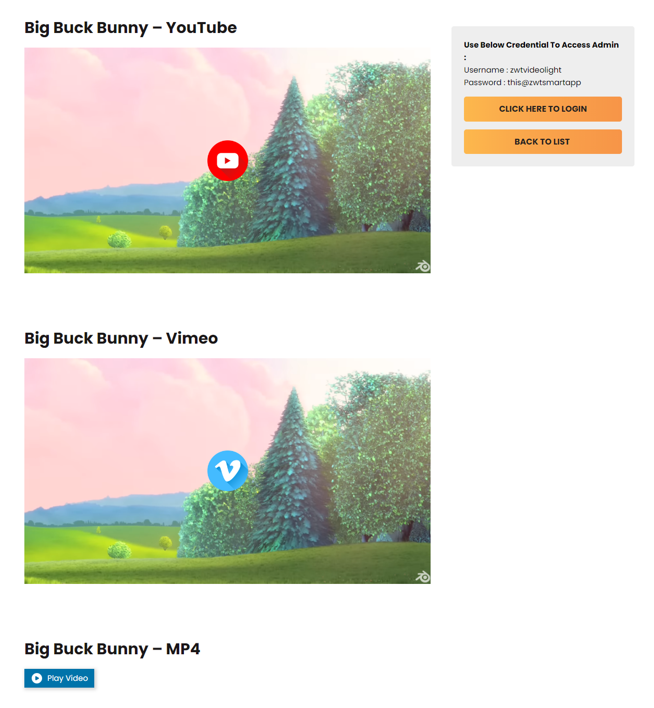 Big Buck Bunny – YouTube
Use Below Credential To Access Admin
:
Username : zwtvideolight
Password : this@zwtsmartapp
CLICK HERE TO LOGIN
BACK TO LIST
Big Buck Bunny – Vimeo
Big Buck Bunny – MP4
Play Video